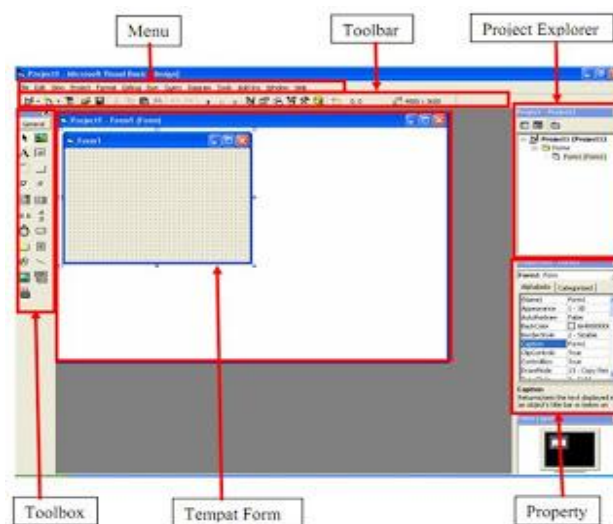 Menu
Toolbar
Project Explorer
Project1 - Microsoft Visual Basic [design]
File Edit View Project Format Debug Run Query Diagram Tools Add-Ins Window Help
General
Project1 - Form1 (Form)
Form1
Project - Project1
Project1 (Project1)
Forms
Form1 (Form1)
Form1 Form
Alphabetic Categorized
(Name) Form1
Appearance 1 - 3D
AutoRedraw False
BackColor
BorderStyle 2 - Sizable
Caption Form1
ClipControls True
ControlBox True
DrawMode 13 - Copy Pen
Caption
Returns/sets the text displayed in
an object's title bar or below an
Toolbox
Tempat Form
Property